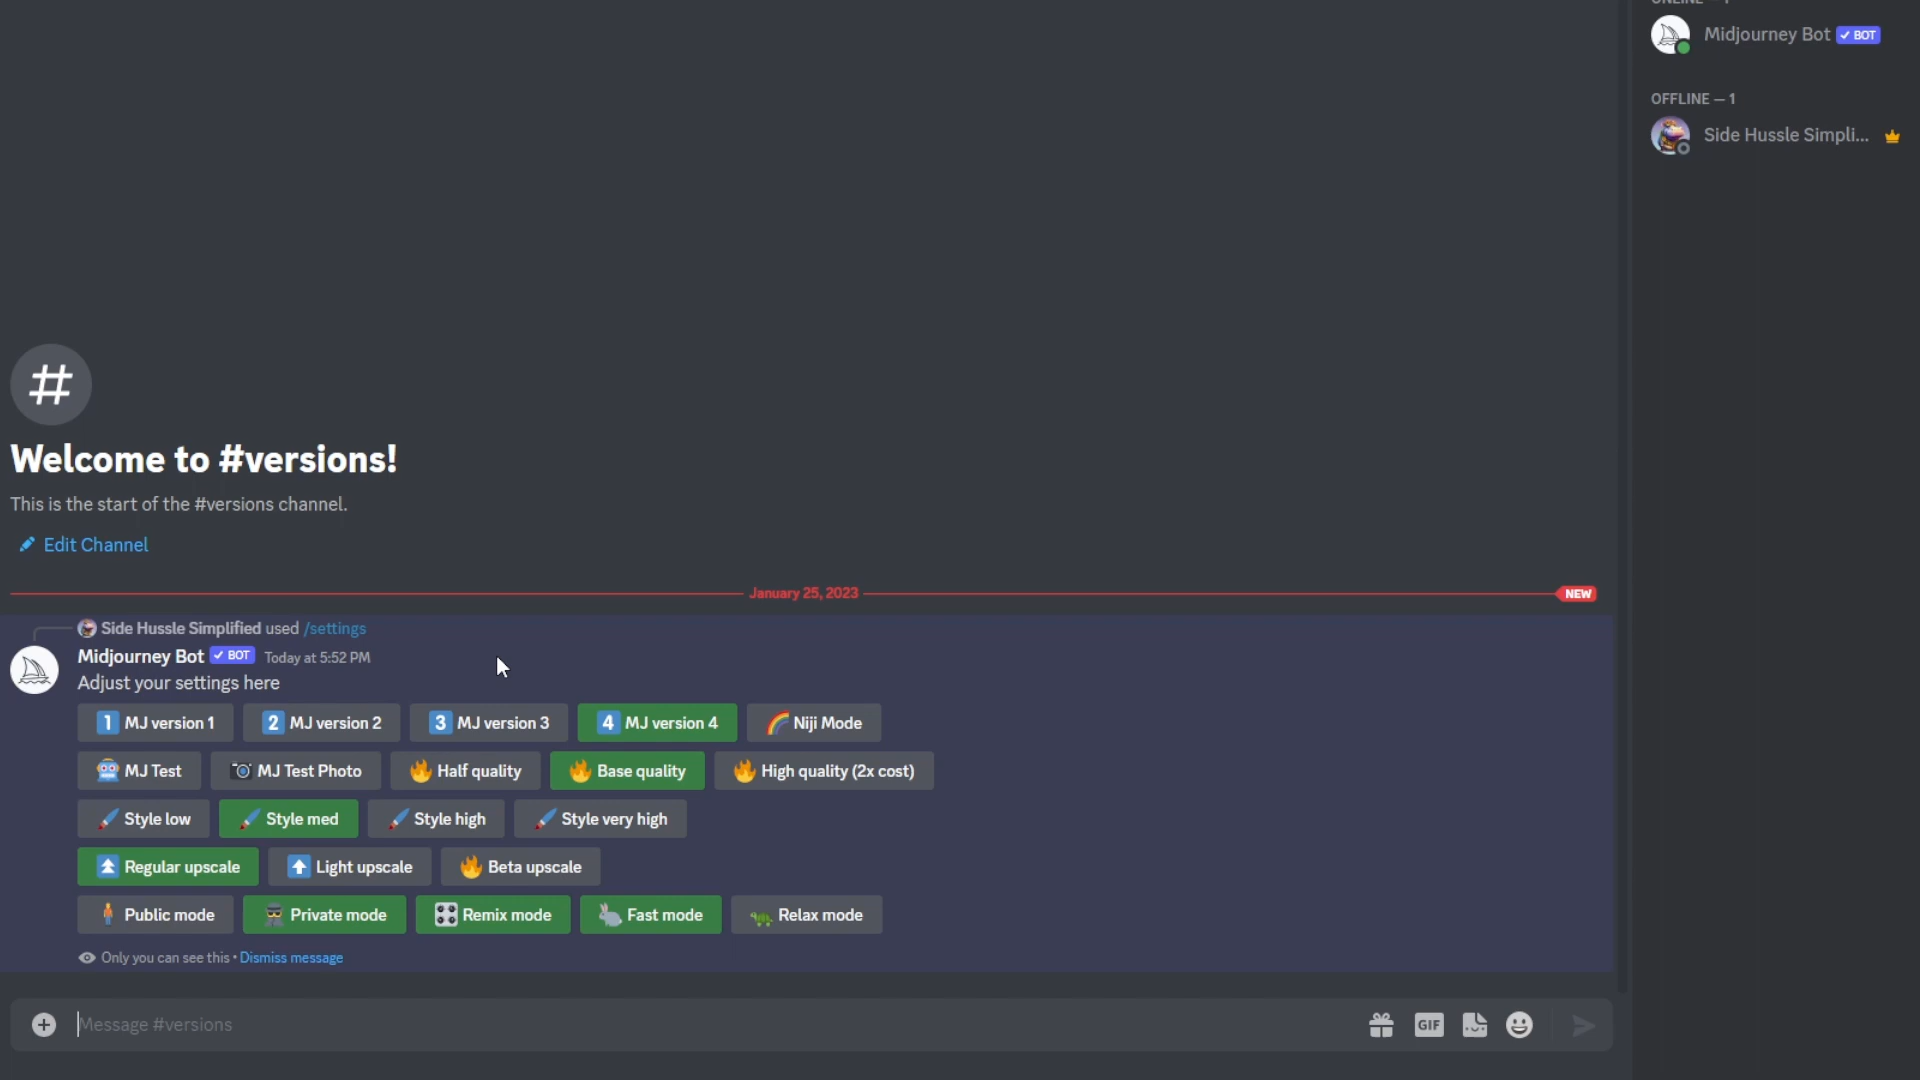 Midjourney Bot ✓ BOT
OFFLINE — 1
Side Hussle Simpli...
#
Welcome to #versions!
This is the start of the #versions channel.
Edit Channel
January 25, 2023 NEW
Side Hussle Simplified used /settings
Midjourney Bot ✓ BOT Today at 5:52 PM
Adjust your settings here
1 MJ version 1 2 MJ version 2 3 MJ version 3 4 MJ version 4 Niji Mode
MJ Test MJ Test Photo Half quality Base quality High quality (2x cost)
Style low Style med Style high Style very high
Regular upscale Light upscale Beta upscale
Public mode Private mode Remix mode Fast mode Relax mode
Only you can see this • Dismiss message
Message #versions GIF